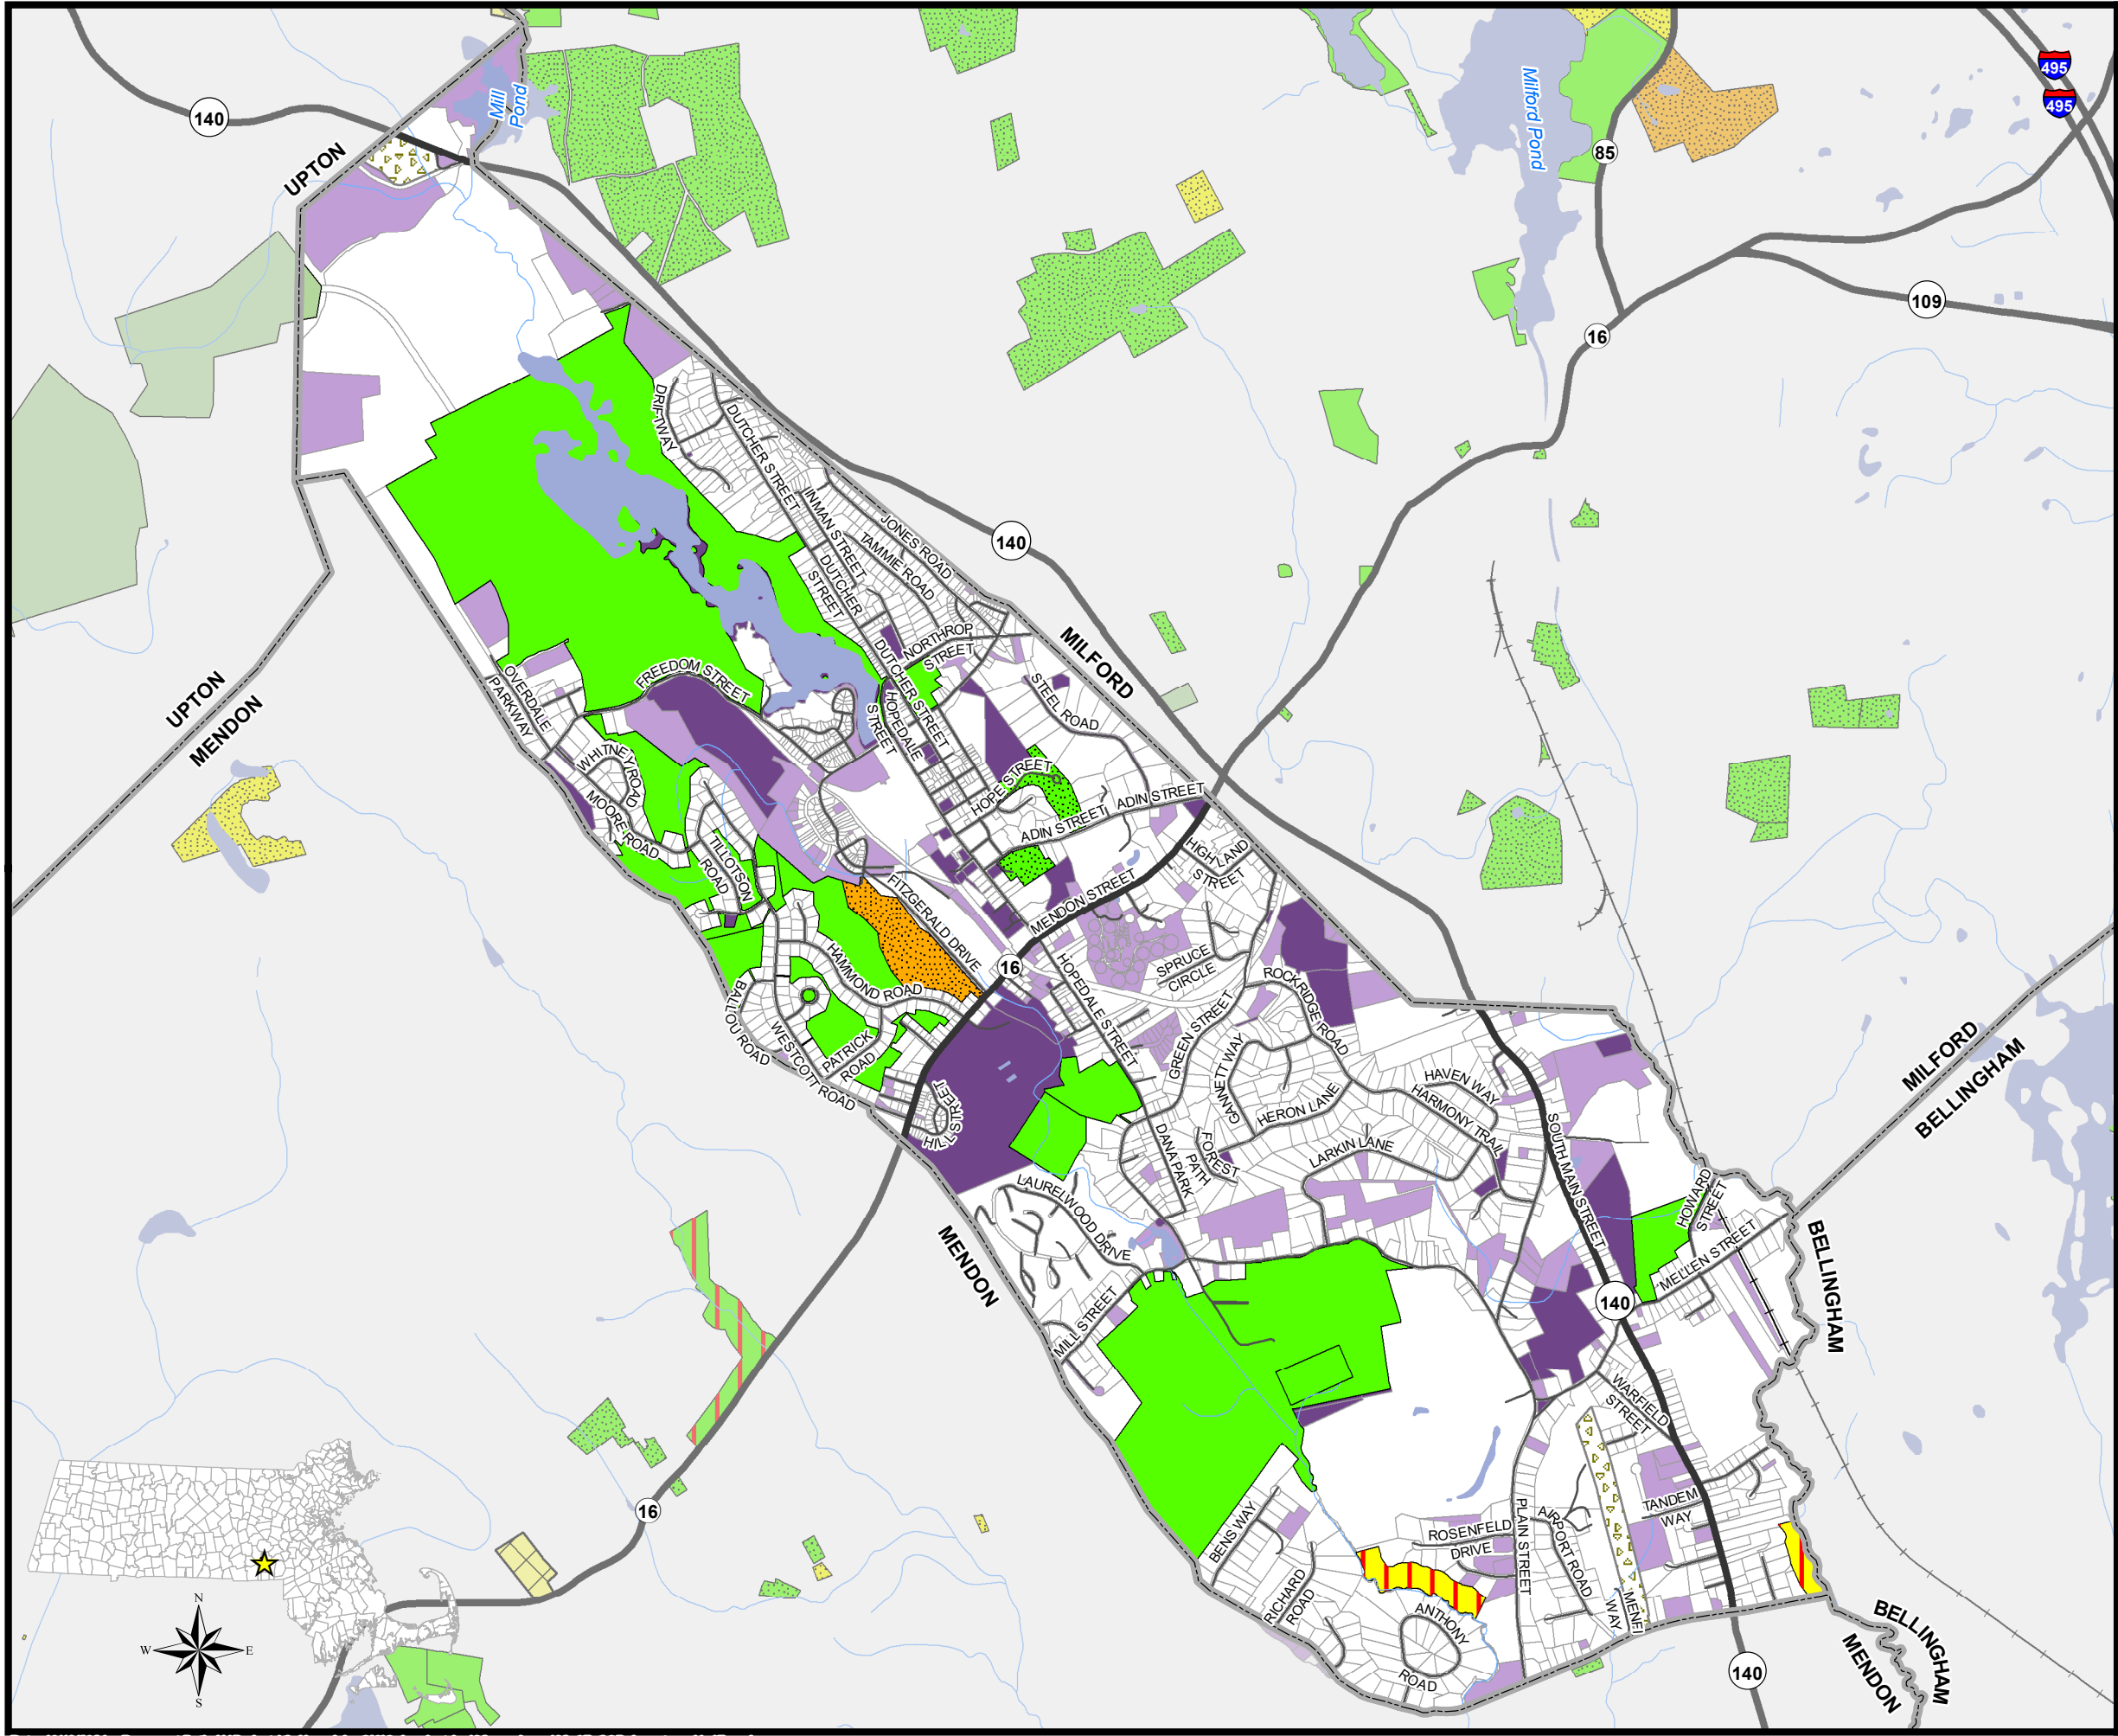 495
495
Mill
Pond
Milford Pond
140
85
UPTON
109
16
DRIFTWAY
DUTCHER STREET
INMAN STREET
JONES ROAD
TAMMIE ROAD
140
DUTCHER
STREET
MILFORD
NORTHROP
STREET
DUTCHER STREET
UPTON
MENDON
OVERDALE
PARKWAY
FREEDOM STREET
HOPEDALE
STREET
STEEL ROAD
WHITNEY ROAD
MOORE ROAD
HOPE STREET
ADIN STREET
ADIN STREET
TILLOTSON
ROAD
HIGHLAND
STREET
FITZGERALD DRIVE
MENDON STREET
HAMMOND ROAD
16
SPRUCE
CIRCLE
HOPEDALE STREET
ROCKRIDGE ROAD
BALLOU ROAD
WESTCOTT ROAD
PATRICK
ROAD
GREEN STREET
GANNETT WAY
HAVEN WAY
HARMONY TRAIL
HERON LANE
MILFORD
BELLINGHAM
HILL STREET
DANA PARK
FOREST
PATH
LARKIN LANE
SOUTH MAIN STREET
HOWARD
STREET
LAURELWOOD DRIVE
MELLEN STREET
BELLINGHAM
MENDON
140
MILL STREET
WARFIELD
STREET
16
BENS WAY
TANDEM
WAY
ROSENFELD
DRIVE
PLAIN STREET
AIRPORT ROAD
RICHARD
ROAD
ANTHONY
ROAD
MENFI
WAY
N
W
E
S
140
BELLINGHAM
MENDON